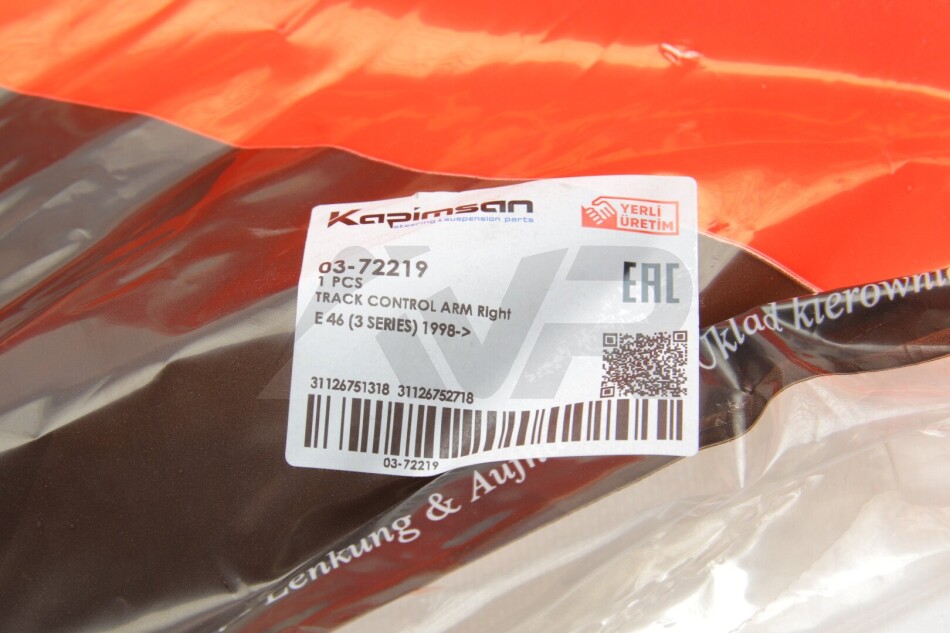 Kapimsan
steering & suspension parts
YERLİ
ÜRETİM
03-72219
1 PCS
TRACK CONTROL ARM Right
E 46 (3 SERIES) 1998->
EAC
31126751318 31126752718
03-72219
AVP
Układ kierowni
Lenkung & Aufh